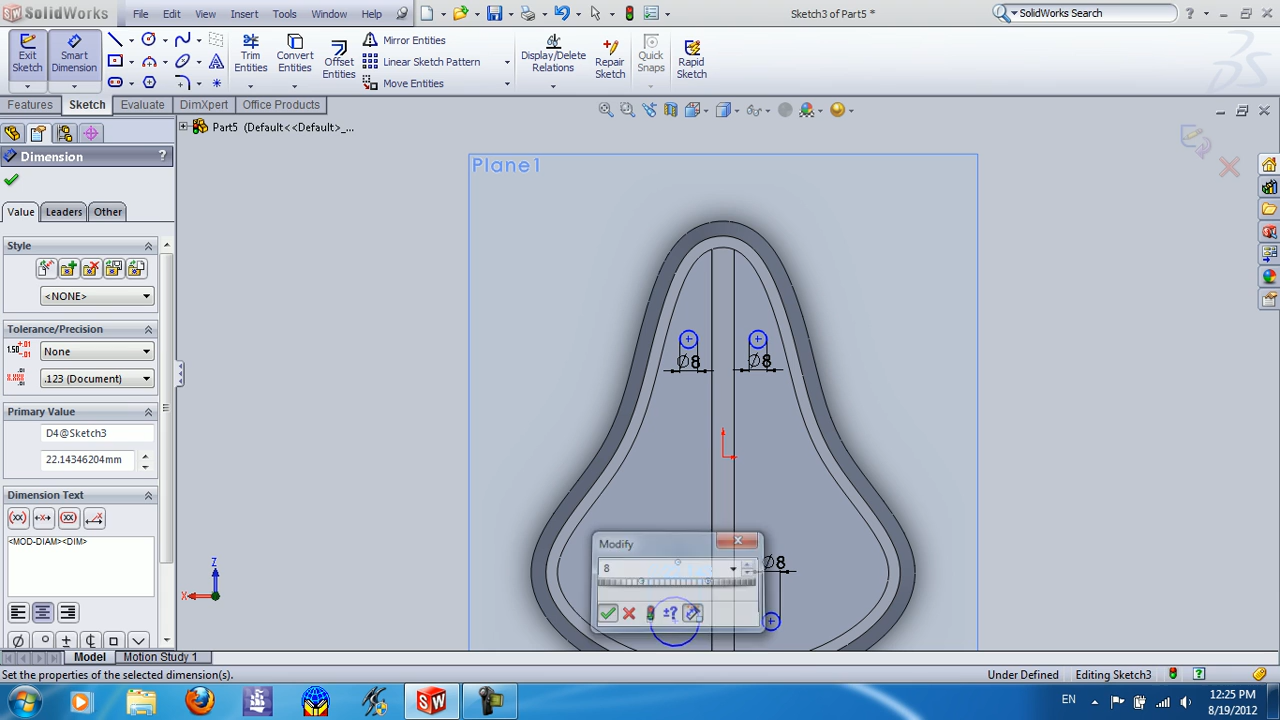 SolidWorks File Edit View Insert Tools Window Help Sketch3 of Part5 * SolidWorks Search
Exit Sketch
Smart Dimension
Trim Entities
Convert Entities
Offset Entities
Mirror Entities
Linear Sketch Pattern
Move Entities
Display/Delete Relations
Repair Sketch
Quick Snaps
Rapid Sketch
Features Sketch Evaluate DimXpert Office Products
Part5 (Default<<Default>_...
Dimension ?
Value Leaders Other
Style
<NONE>
Tolerance/Precision
None
.123 (Document)
Primary Value
D4@Sketch3
22.14346204mm
Dimension Text
<MOD-DIAM><DIM>
Plane1
∅8
∅8
∅8
Modify
8
±?
Z
X
Model Motion Study 1
Set the properties of the selected dimension(s). Under Defined Editing Sketch3
EN
12:25 PM
8/19/2012